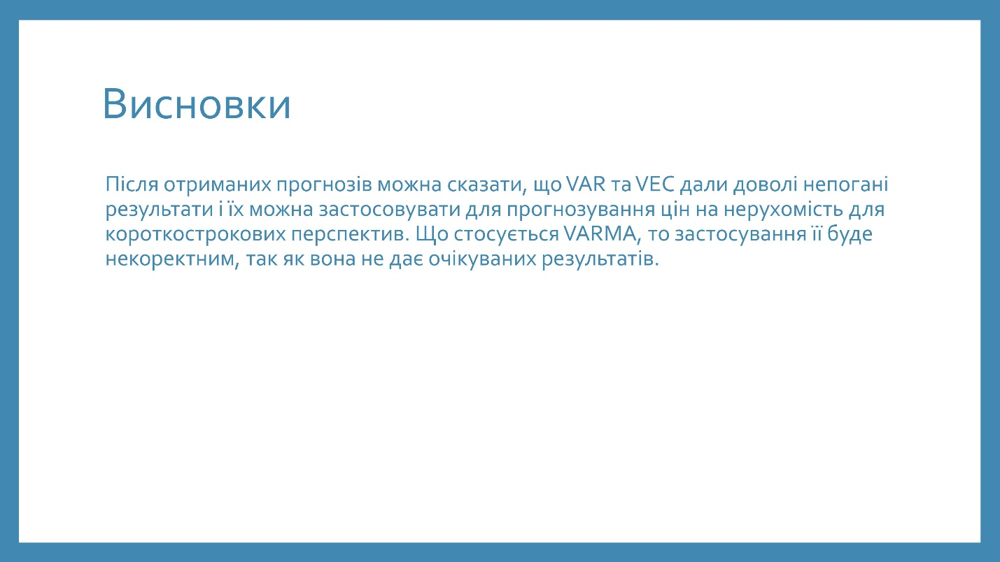 Висновки
Після отриманих прогнозів можна сказати, що VAR та VEC дали доволі непогані
результати і їх можна застосовувати для прогнозування цін на нерухомість для
короткострокових перспектив. Що стосується VARMA, то застосування її буде
некоректним, так як вона не дає очікуваних результатів.